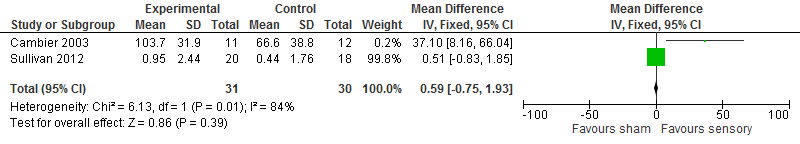 Experimental Control Mean Difference Mean Difference
Study or Subgroup Mean SD Total Mean SD Total Weight IV, Fixed, 95% CI IV, Fixed, 95% CI
Cambier 2003 103.7 31.9 11 66.6 38.8 12 0.2% 37.10 [8.16, 66.04]
Sullivan 2012 0.95 2.44 20 0.44 1.76 18 99.8% 0.51 [-0.83, 1.85]
Total (95% CI) 31 30 100.0% 0.59 [-0.75, 1.93]
Heterogeneity: Chi² = 6.13, df = 1 (P = 0.01); I² = 84%
Test for overall effect: Z = 0.86 (P = 0.39)
-100 -50 0 50 100
Favours sham Favours sensory